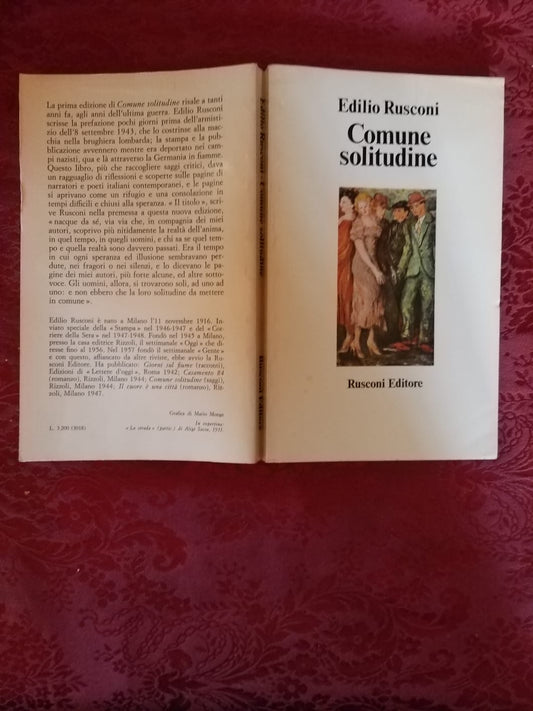 La prima edizione di Comune solitudine risale a tanti
anni fa, agli anni dell'ultima guerra. Edilio Rusconi
scrisse la prefazione pochi giorni prima dell'armisti-
zio dell'8 settembre 1943, che lo costrinse alla mac-
chia nella brughiera lombarda; la stampa e la pub-
blicazione avvennero mentre era deportato nei cam-
pi nazisti, qua e là attraverso la Germania in fiamme.
Questo libro, più che raccogliere saggi critici, dava
un ragguaglio di riflessioni e scoperte sulle pagine di
narratori e poeti italiani contemporanei, e le pagine
si aprivano come un rifugio e una consolazione in
tempi difficili e chiusi alla speranza. « Il titolo », scri-
ve Rusconi nella premessa a questa nuova edizione,
« nacque da sé, via via che, in compagnia dei miei
autori, scoprivo più nitidamente la realtà dell'anima,
in quel tempo, in quegli uomini, e chi sa se quel tem-
po e quella realtà sono davvero passati. Era il tempo
in cui ogni speranza ed illusione sembravano per-
dute, nei fragori o nei silenzi, e lo dicevano le pagi-
ne dei miei autori, più forte alcune, ed altre sotto-
voce. Gli uomini, allora, si trovarono soli, ad uno ad
uno: e non ebbero che la loro solitudine da mettere
in comune ».
Edilio Rusconi è nato a Milano l'11 novembre 1916. In-
viato speciale della « Stampa » nel 1946-1947 e del « Cor-
riere della Sera » nel 1947-1948. Fondò nel 1945 a Milano,
presso la casa editrice Rizzoli, il settimanale « Oggi » che di-
resse fino al 1956. Nel 1957 fondò il settimanale « Gente »
e con questo, affiancato da altre riviste, ebbe avvio la Ru-
sconi Editore. Ha pubblicato: Giorni sul fiume (racconti),
Edizioni di « Lettere d'oggi », Roma 1942; Casamento 84
(romanzo), Rizzoli, Milano 1944; Comune solitudine (saggi),
Rizzoli, Milano 1944; Il cuore è una città (romanzo), Riz-
zoli, Milano 1947.
Grafica di Mario Monge
In copertina:
« La strada » (partic.) di Aligi Sassu, 1931.
L. 3.200 (3018)
Edilio Rusconi Comune solitudine Rusconi Editore
Edilio Rusconi
Comune
solitudine
Rusconi Editore